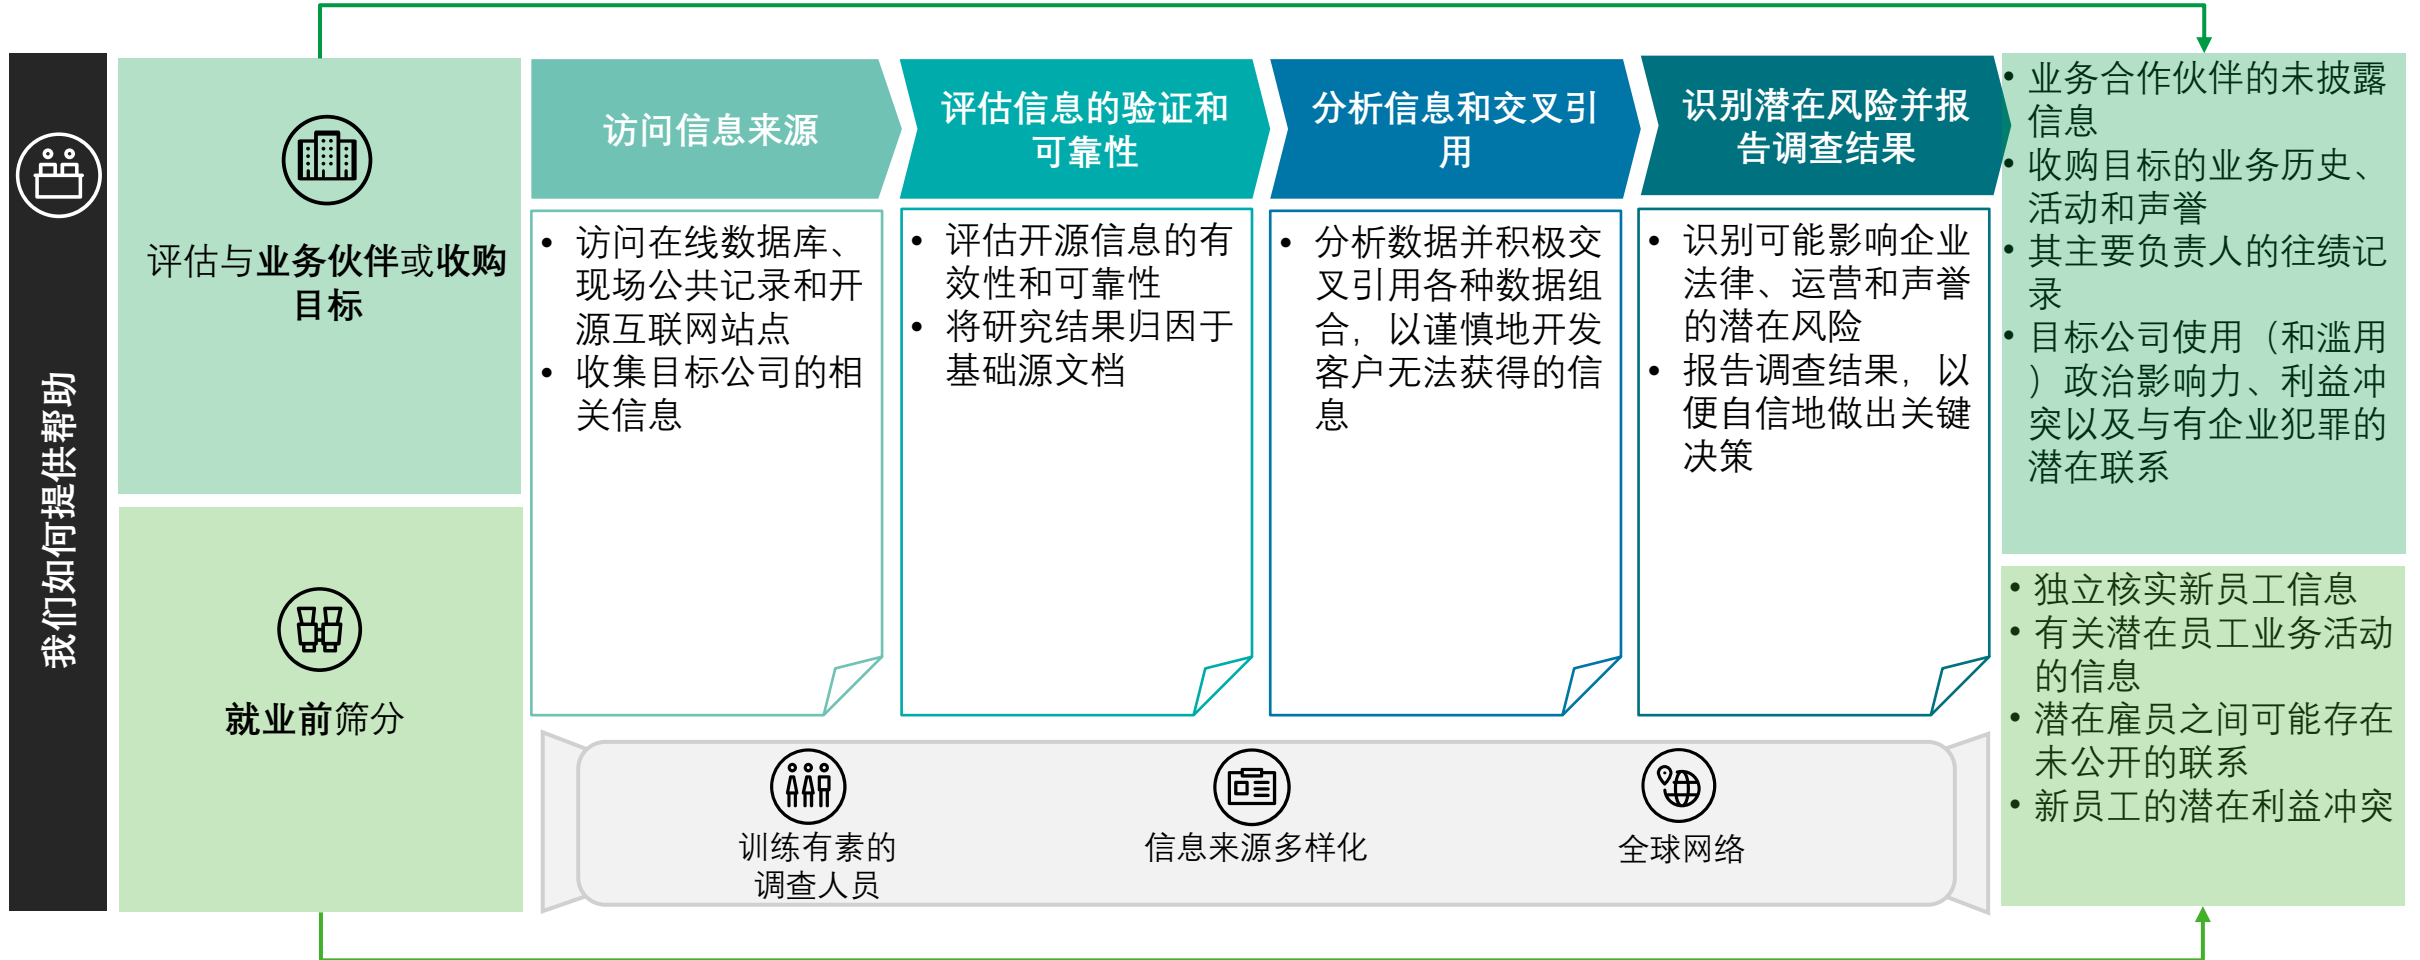 我们如何提供帮助
评估与业务伙伴或收购
目标
就业前筛分
访问信息来源
• 访问在线数据库、
现场公共记录和开
源互联网站点
• 收集目标公司的相
关信息
评估信息的验证和
可靠性
• 评估开源信息的有
效性和可靠性
• 将研究结果归因于
基础源文档
分析信息和交叉引
用
• 分析数据并积极交
叉引用各种数据组
合，以谨慎地开发
客户无法获得的信
息
识别潜在风险并报
告调查结果
• 识别可能影响企业
法律、运营和声誉
的潜在风险
• 报告调查结果，以
便自信地做出关键
决策
训练有素的
调查人员
信息来源多样化
全球网络
• 业务合作伙伴的未披露
信息
• 收购目标的业务历史、
活动和声誉
• 其主要负责人的往绩记
录
• 目标公司使用（和滥用
）政治影响力、利益冲
突以及与有企业犯罪的
潜在联系
• 独立核实新员工信息
• 有关潜在员工业务活动
的信息
• 潜在雇员之间可能存在
未公开的联系
• 新员工的潜在利益冲突